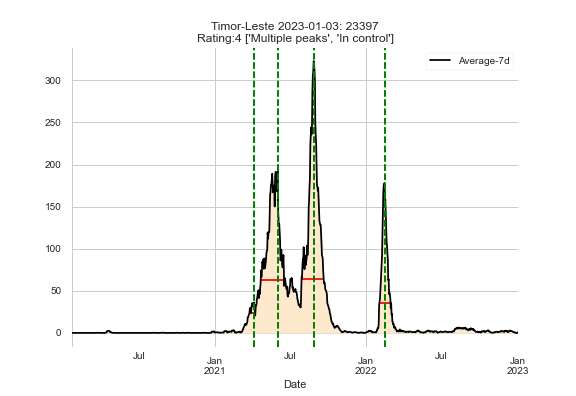 Timor-Leste 2023-01-03: 23397
Rating:4 ['Multiple peaks', 'In control']
Average-7d
300
250
200
150
100
50
0
Jul
Jan
2021
Jul
Jan
2022
Jul
Jan
2023
Date